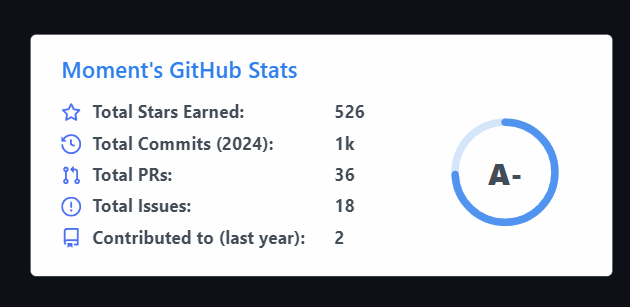 Moment's GitHub Stats
Total Stars Earned: 526
Total Commits (2024): 1k
Total PRs: 36
Total Issues: 18
Contributed to (last year): 2
A-